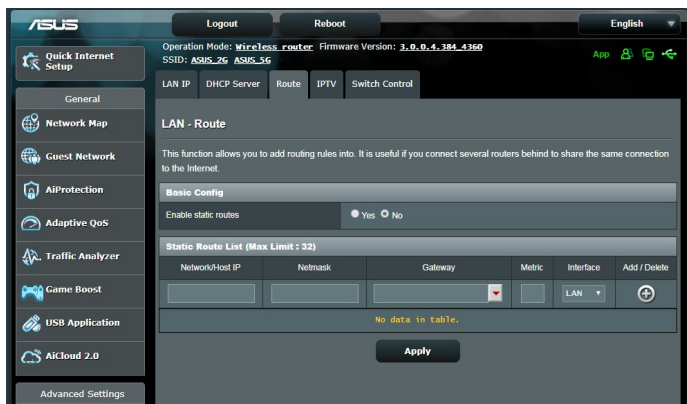 ASUS
Logout
Reboot
English
Quick Internet
Setup
Operation Mode: Wireless router Firmware Version: 3.0.0.4.384_4360
SSID: ASUS_2G ASUS_5G
App
General
Network Map
Guest Network
AiProtection
Adaptive QoS
Traffic Analyzer
Game Boost
USB Application
AiCloud 2.0
Advanced Settings
LAN IP DHCP Server Route IPTV Switch Control
LAN - Route
This function allows you to add routing rules into. It is useful if you connect several routers behind to share the same connection
to the Internet.
Basic Config
Enable static routes Yes No
Static Route List (Max Limit : 32)
Network/Host IP Netmask Gateway Metric Interface Add / Delete
LAN
No data in table.
Apply